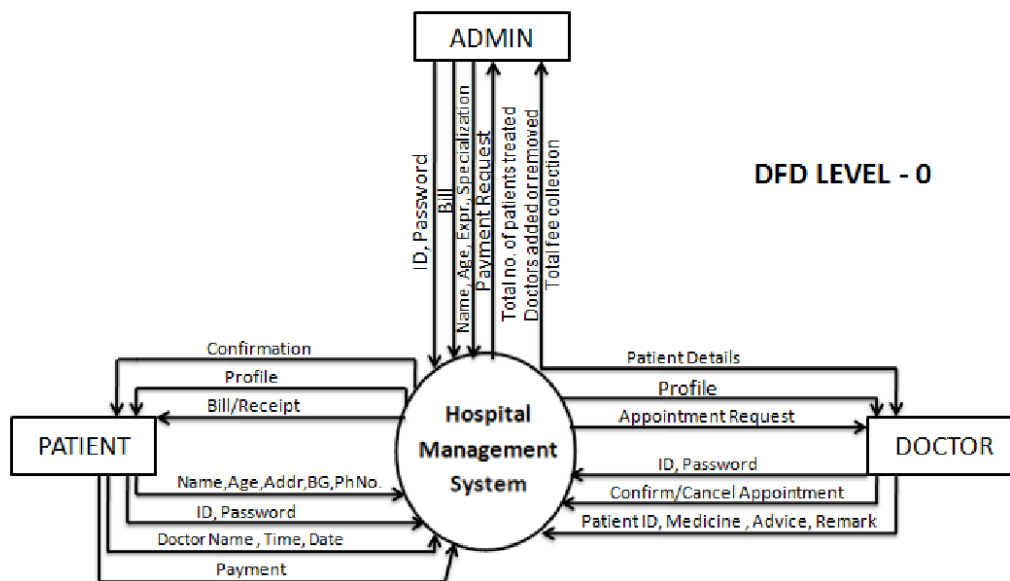 ADMIN
DFD LEVEL - 0
ID, Password
Bill
Name, Age, Expr., Specialization
Payment Request
Total no. of patients treated
Doctors added or removed
Total fee collection
Confirmation
Profile
Bill/Receipt
PATIENT
Name,Age,Addr,BG,PhNo.
ID, Password
Doctor Name , Time, Date
Payment
Hospital
Management
System
Patient Details
Profile
Appointment Request
DOCTOR
ID, Password
Confirm/Cancel Appointment
Patient ID, Medicine , Advice, Remark